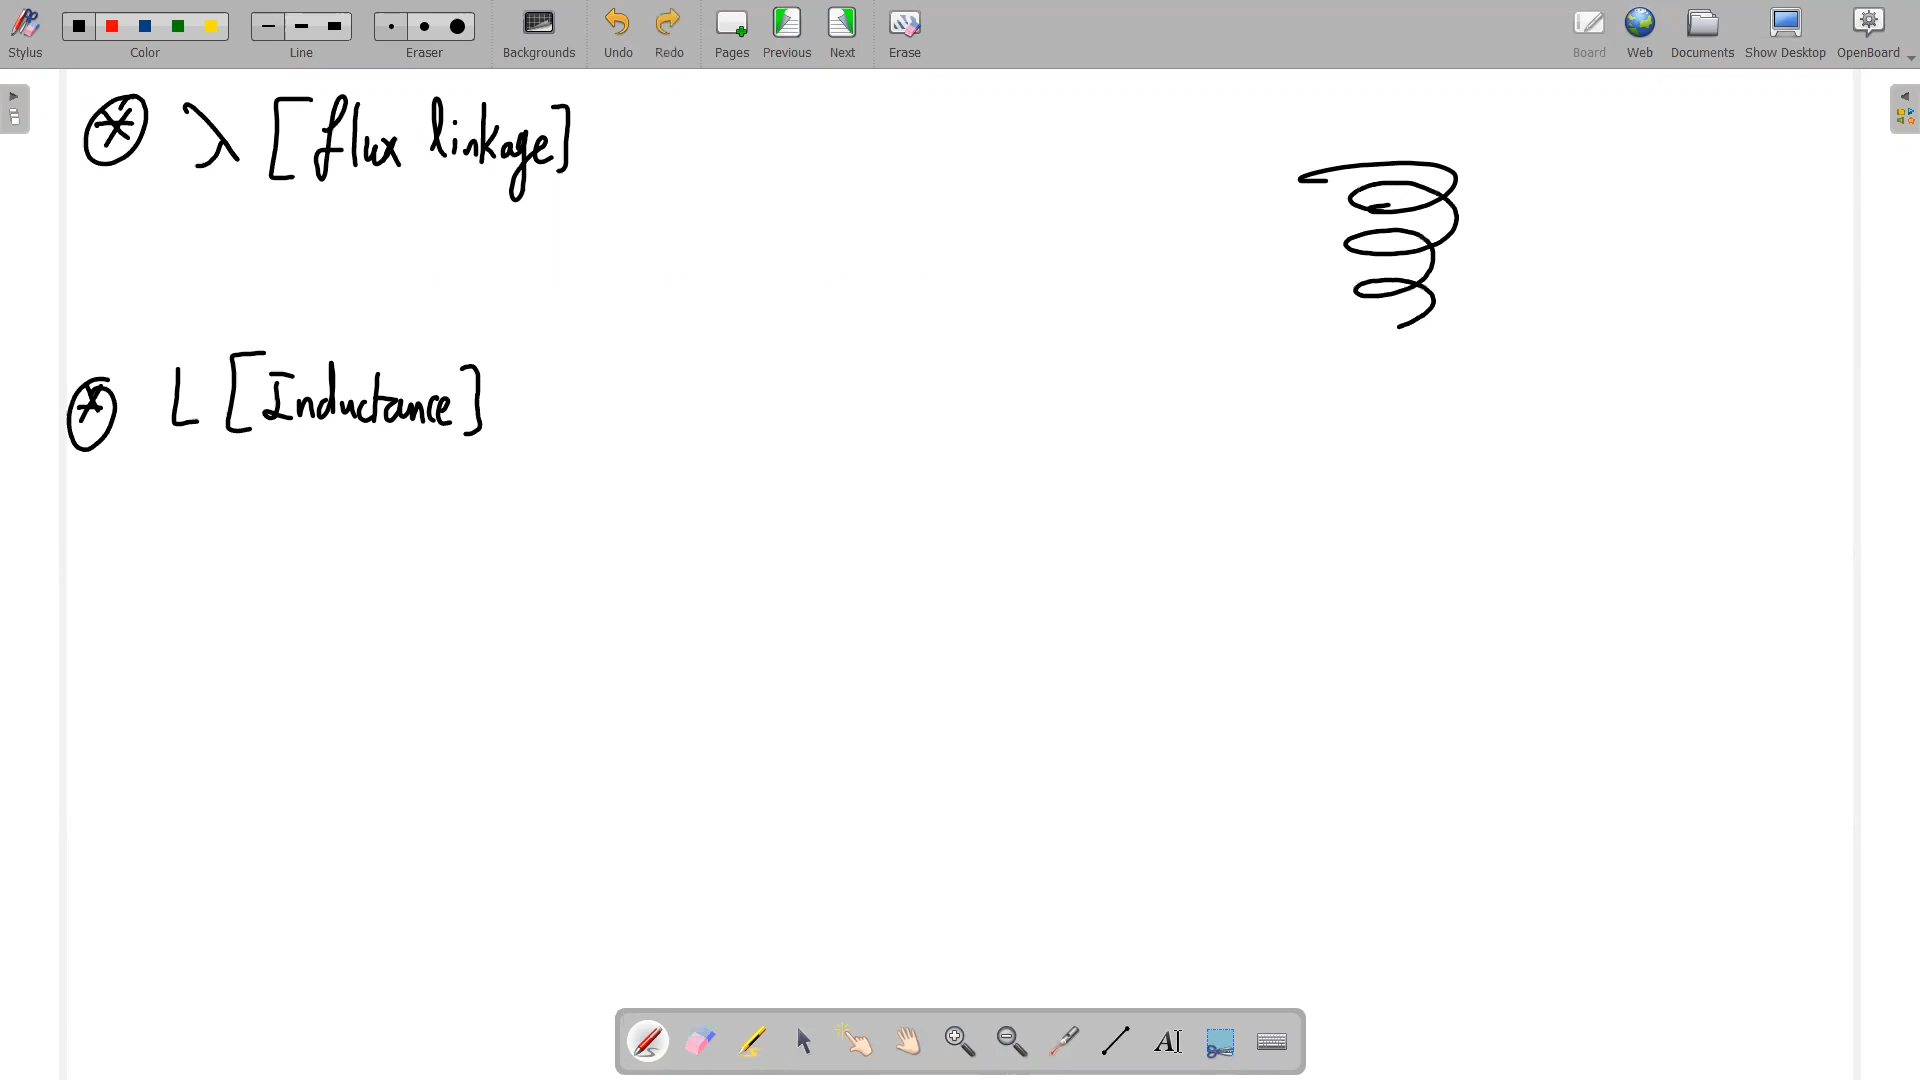 Stylus Color Line Eraser Backgrounds Undo Redo Pages Previous Next Erase Board Web Documents Show Desktop OpenBoard
λ [flux linkage]
L [Inductance]
AI